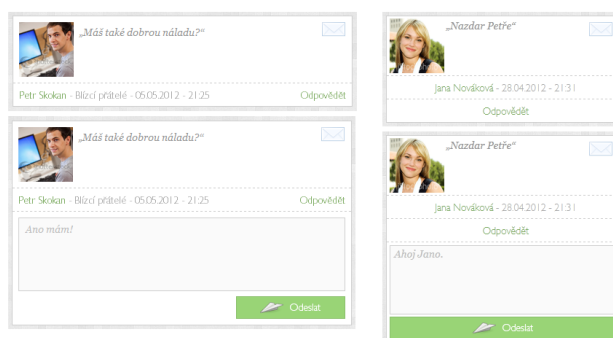 „Máš také dobrou náladu?“
Petr Skokan - Blízcí přátelé - 05.05.2012 - 21:25
Odpovědět
„Máš také dobrou náladu?“
Petr Skokan - Blízcí přátelé - 05.05.2012 - 21:25
Odpovědět
Ano mám!
Odeslat
„Nazdar Petře“
Jana Nováková - 28.04.2012 - 21:31
Odpovědět
„Nazdar Petře“
Jana Nováková - 28.04.2012 - 21:31
Odpovědět
Ahoj Jano.
Odeslat